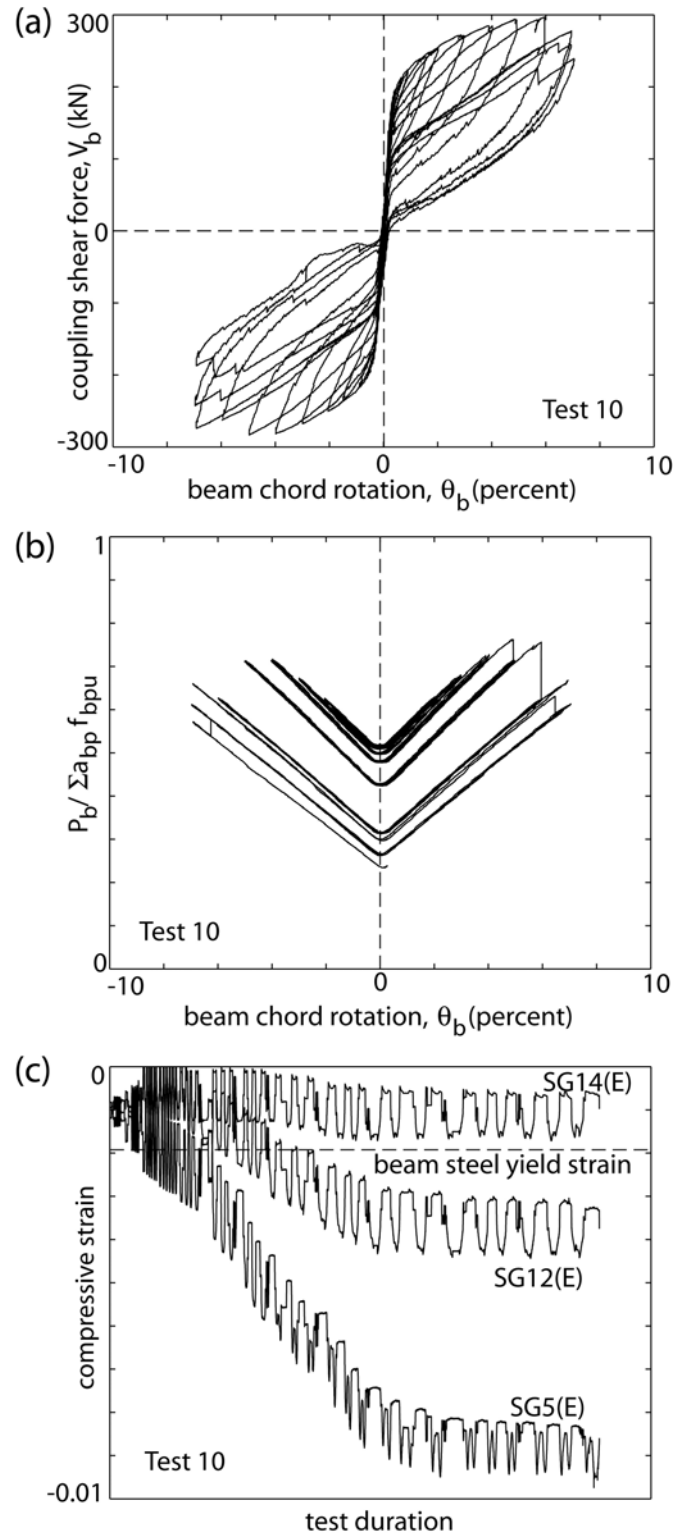 (a)
300
0
-300
coupling shear force, V_b (kN)
Test 10
-10
0
10
beam chord rotation, θ_b (percent)
(b)
1
0
P_b / Σa_bp f_bpu
Test 10
-10
0
10
beam chord rotation, θ_b (percent)
(c)
0
-0.01
compressive strain
SG14(E)
beam steel yield strain
SG12(E)
SG5(E)
Test 10
test duration